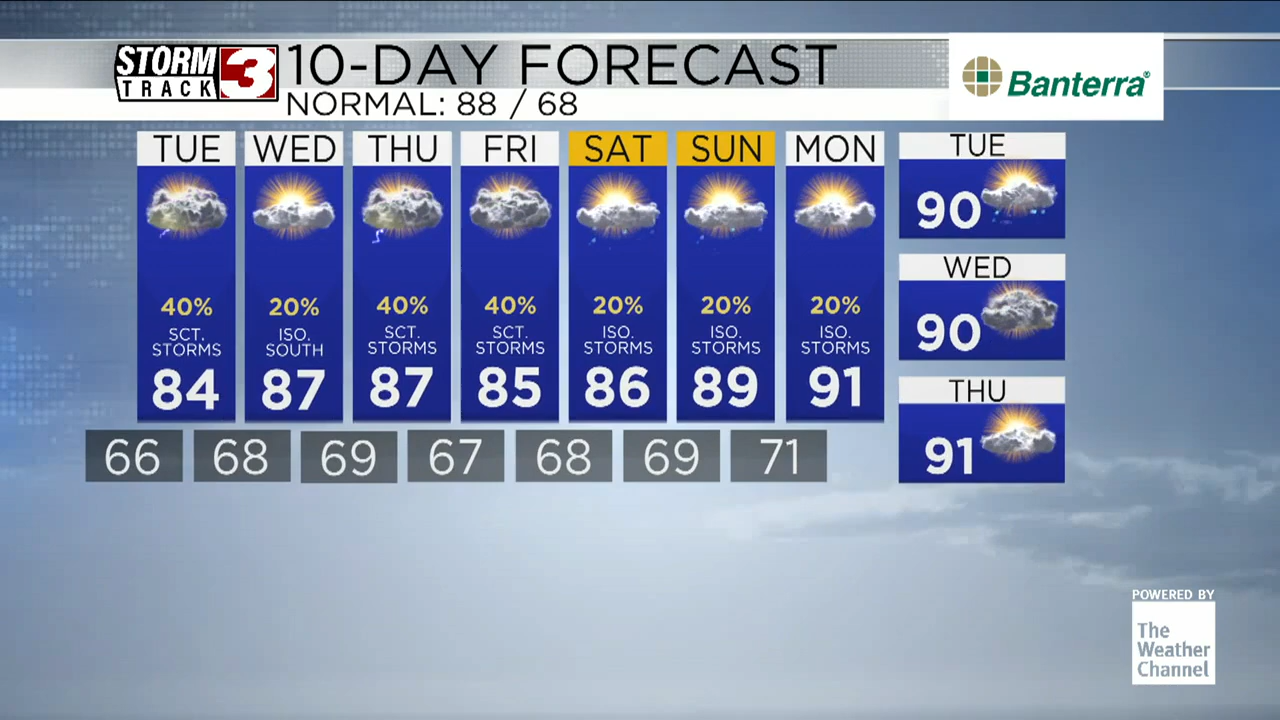 STORM
TRACK 3
10-DAY FORECAST
NORMAL: 88 / 68
Banterra®
TUE WED THU FRI SAT SUN MON
40% 20% 40% 40% 20% 20% 20%
SCT. ISO. SCT. SCT. ISO. ISO. ISO.
STORMS SOUTH STORMS STORMS STORMS STORMS STORMS
84 87 87 85 86 89 91
66 68 69 67 68 69 71
TUE
90
WED
90
THU
91
POWERED BY
The
Weather
Channel